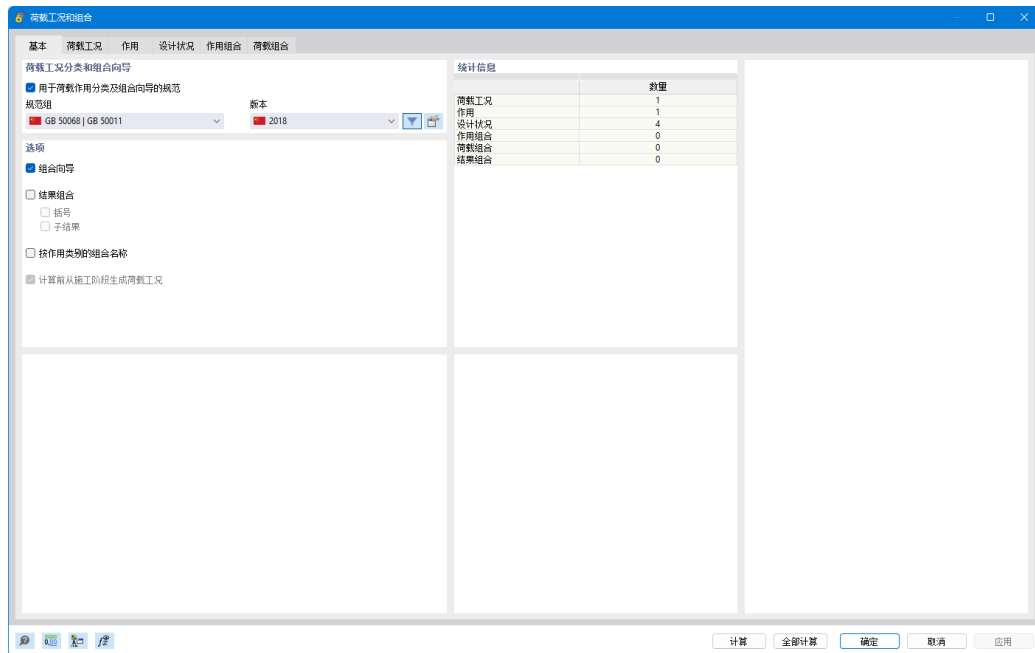 荷载工况和组合
基本 荷载工况 作用 设计状况 作用组合 荷载组合
荷载工况分类和组合向导
用于荷载作用分类及组合向导的规范
规范组 版本
GB 50068 | GB 50011 2018
选项
组合向导
结果组合
括号
子结果
按作用类别的组合名称
计算前从施工阶段生成荷载工况
统计信息
数量
荷载工况 1
作用 1
设计状况 4
作用组合 0
荷载组合 0
结果组合 0
0,00
计算 全部计算 确定 取消 应用